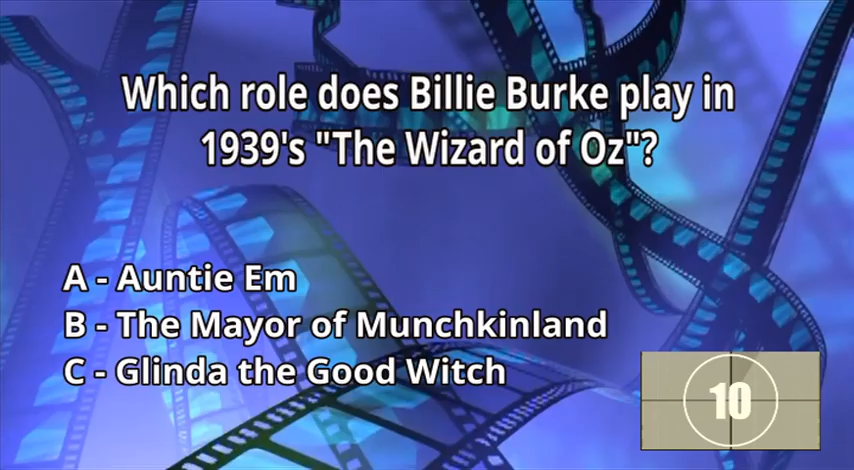 Which role does Billie Burke play in
1939's "The Wizard of Oz"?
A - Auntie Em
B - The Mayor of Munchkinland
C - Glinda the Good Witch
10